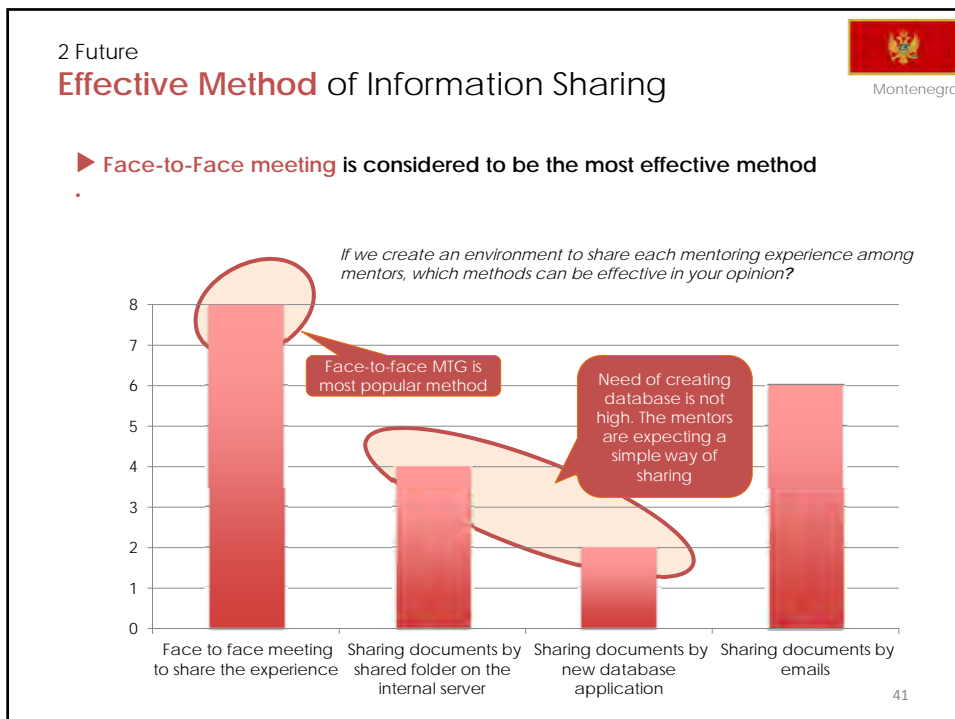 2 Future
Effective Method of Information Sharing
Montenegro
▶ Face-to-Face meeting is considered to be the most effective method
.
If we create an environment to share each mentoring experience among
mentors, which methods can be effective in your opinion?
8
7
6
5
4
3
2
1
0
Face-to-face MTG is
most popular method
Need of creating
database is not
high. The mentors
are expecting a
simple way of
sharing
Face to face meeting
to share the experience
Sharing documents by
shared folder on the
internal server
Sharing documents by
new database
application
Sharing documents by
emails
41